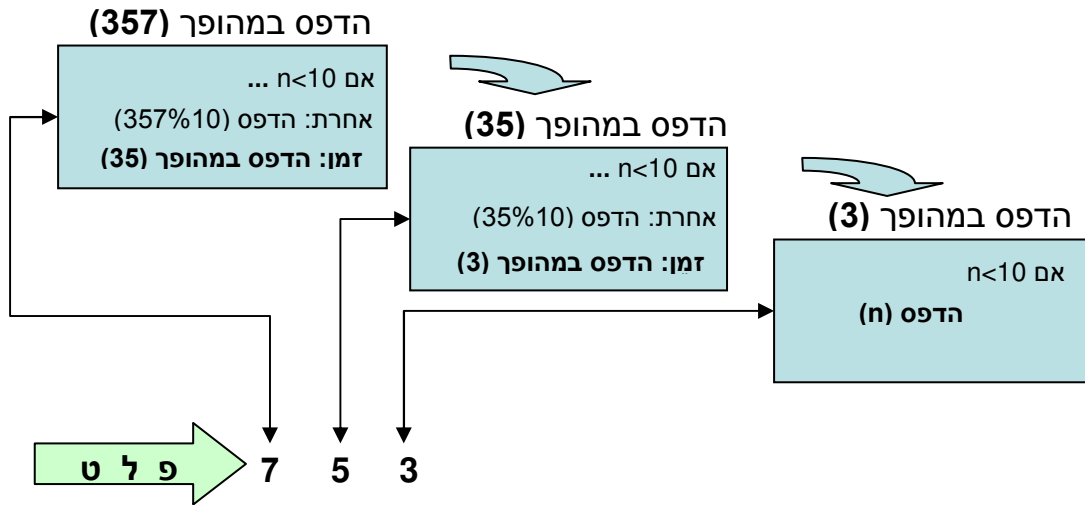 הדפס במהופך (357)
אם n<10 ...
אחרת: הדפס (357%10)
זמן: הדפס במהופך (35)
הדפס במהופך (35)
אם n<10 ...
אחרת: הדפס (35%10)
זמן: הדפס במהופך (3)
הדפס במהופך (3)
אם n<10
הדפס (n)
פ ל ט
7 5 3